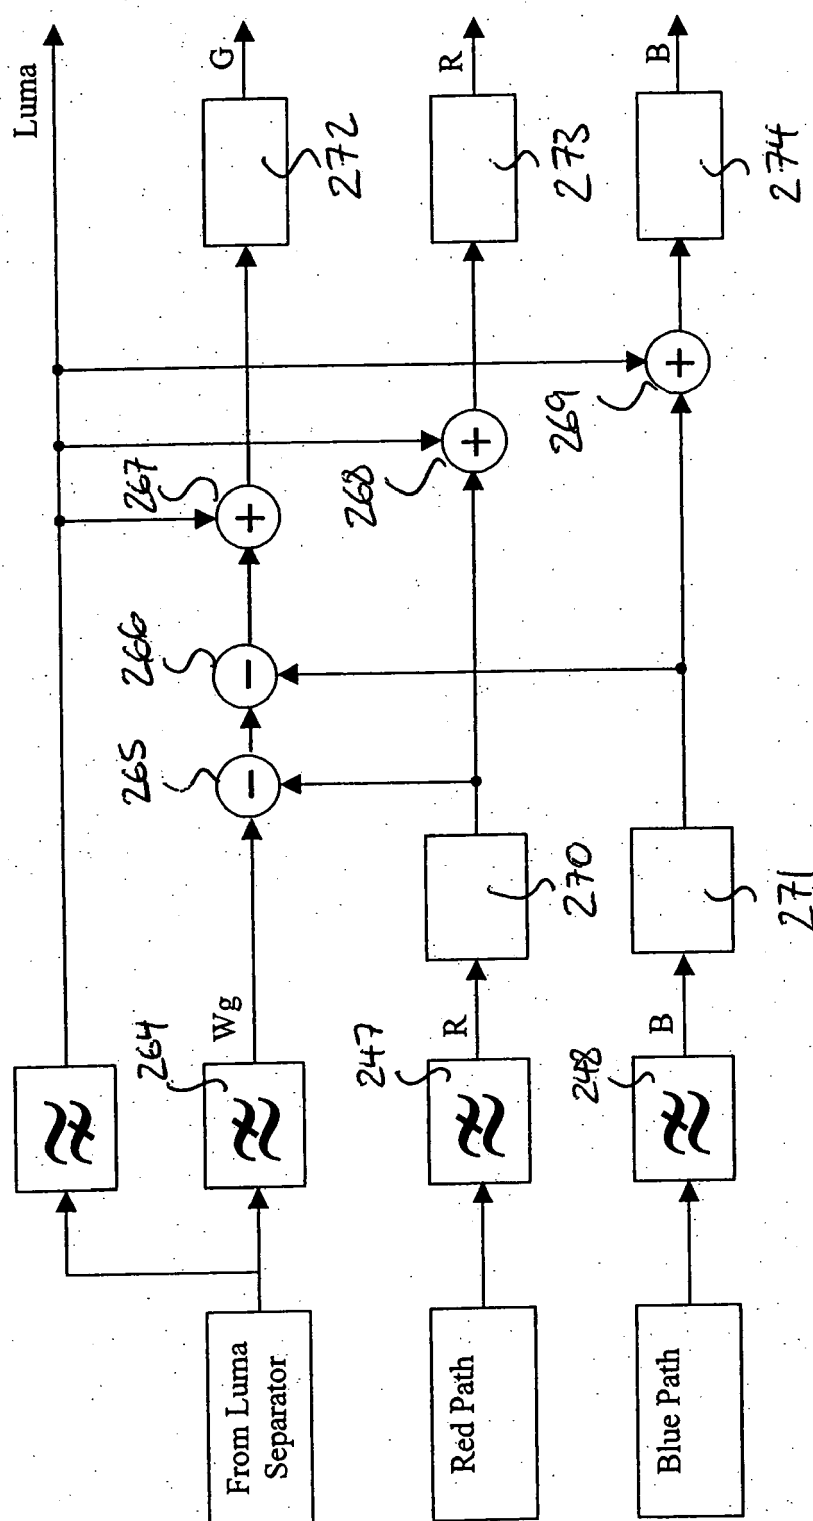 Luma
G
R
B
272
273
274
267
268
269
+
+
+
266
265
−
−
270
271
Wg
R
B
264
247
248
From Luma
Separator
Red Path
Blue Path